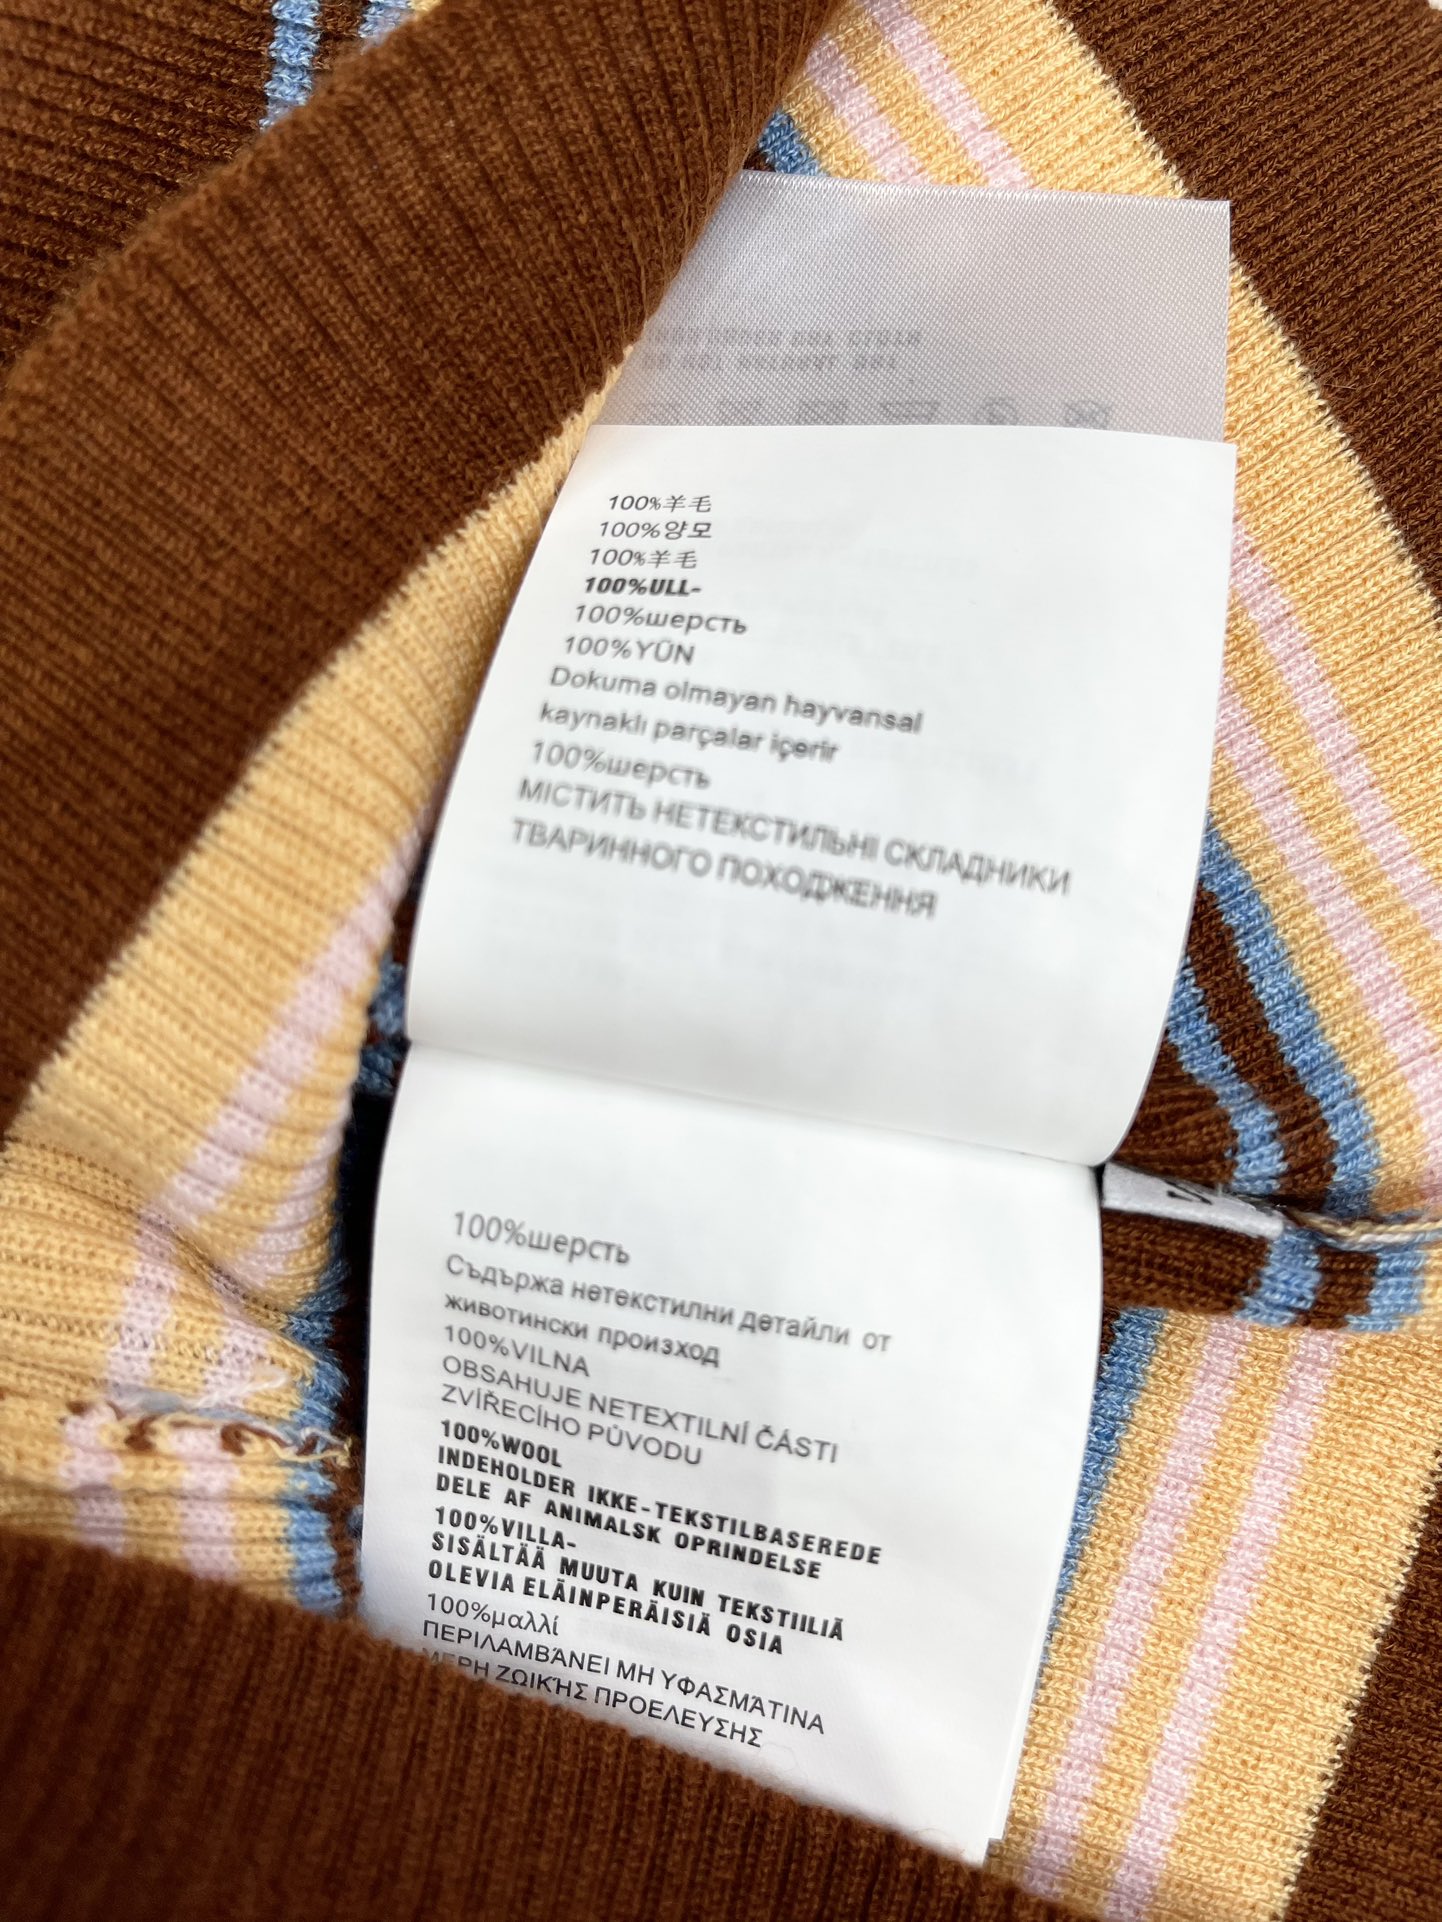 100%羊毛
100%양모
100%羊毛
100%ULL-
100%шерсть
100%YÜN
Dokuma olmayan hayvansal
kaynaklı parçalar içerir
100%шерсть
МІСТИТЬ НЕТЕКСТИЛЬНІ СКЛАДНИКИ
ТВАРИННОГО ПОХОДЖЕННЯ
100%шерсть
Съдържа нетекстилни детайли от
животински произход
100%VILNA
OBSAHUJE NETEXTILNÍ ČÁSTI
ZVÍŘECÍHO PŮVODU
100%WOOL
INDEHOLDER IKKE-TEKSTILBASEREDE
DELE AF ANIMALSK OPRINDELSE
100%VILLA-
SISÄLTÄÄ MUUTA KUIN TEKSTIILIÄ
OLEVIA ELÄINPERÄISIÄ OSIA
100%μαλλί
ΠΕΡΙΛΑΜΒΆΝΕΙ ΜΗ ΥΦΑΣΜΆΤΙΝΑ
ΜΕΡΗ ΖΩΙΚΉΣ ΠΡΟΕΛΕΥΣΗΣ